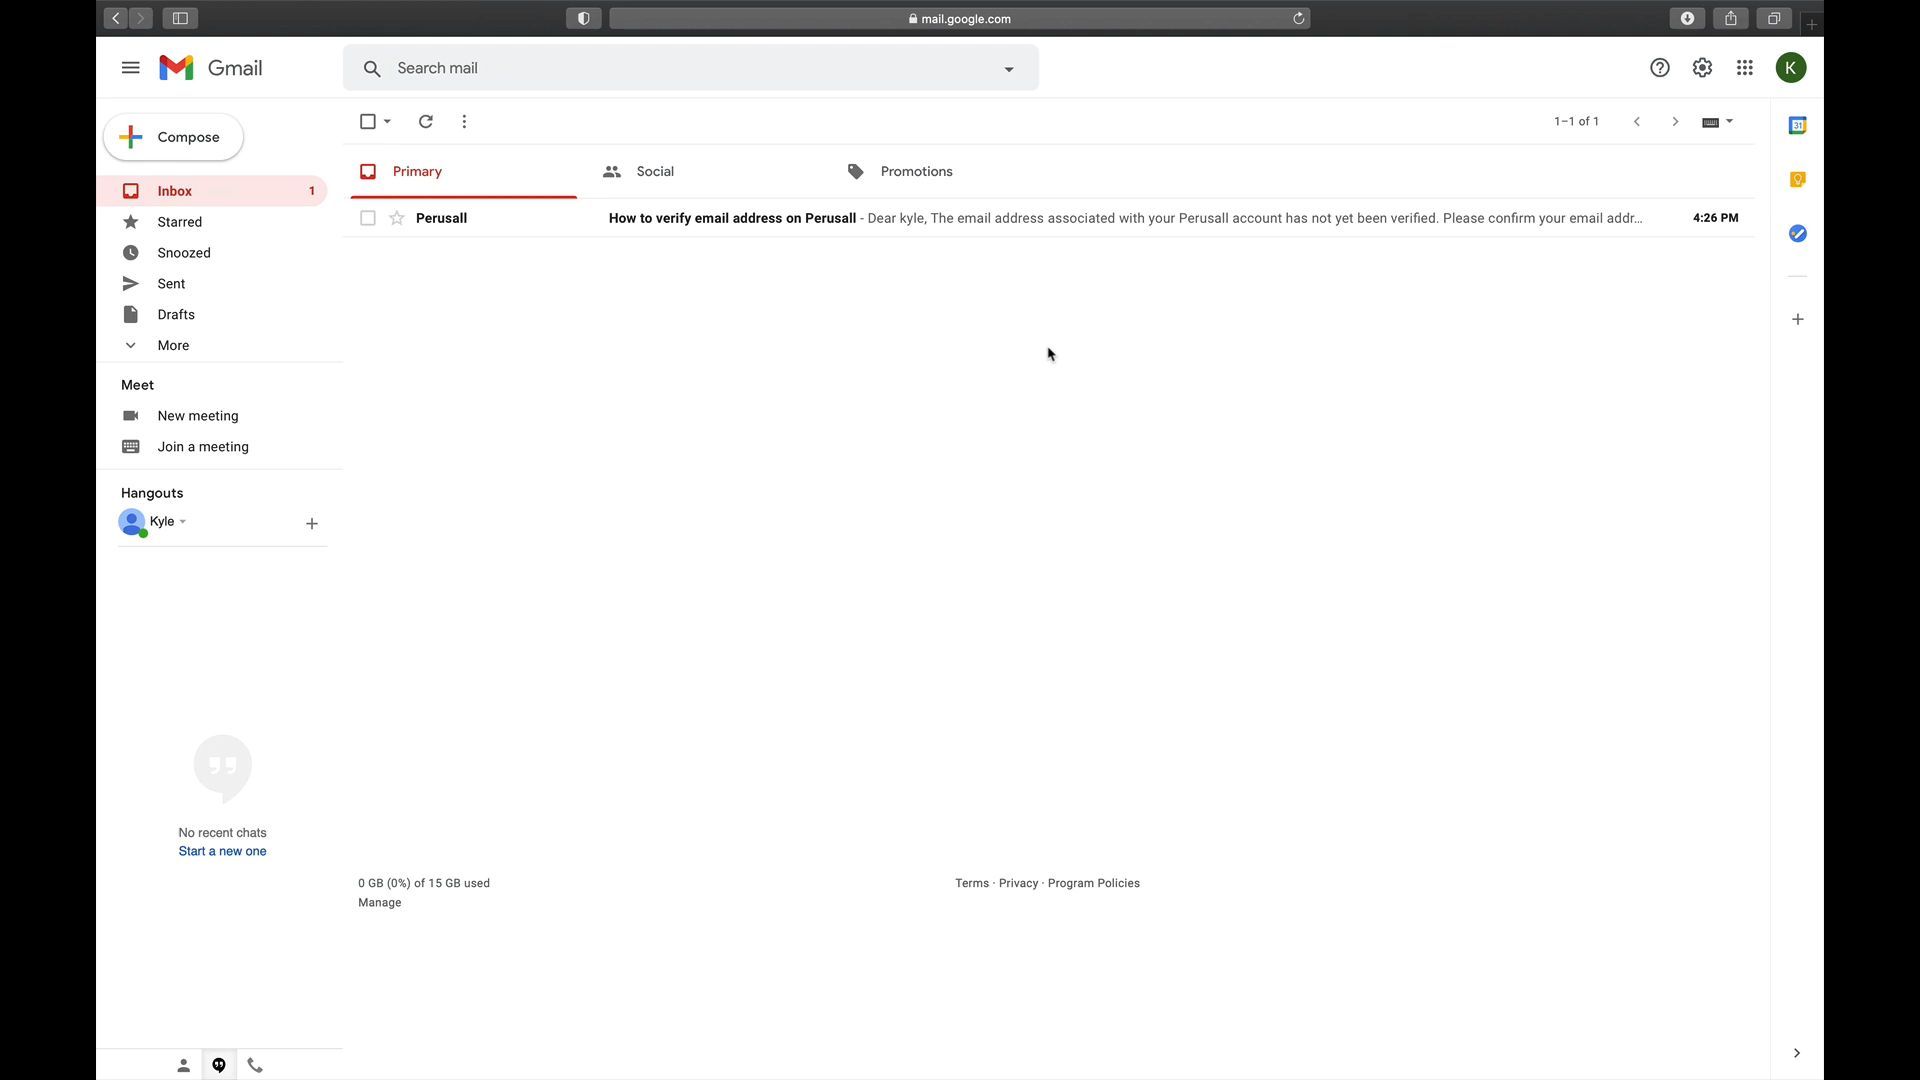 mail.google.com
Gmail
Search mail
K
Compose
1–1 of 1
31
Primary
Social
Promotions
Inbox 1
Perusall How to verify email address on Perusall - Dear kyle, The email address associated with your Perusall account has not yet been verified. Please confirm your email addr... 4:26 PM
Starred
Snoozed
Sent
Drafts
More
Meet
New meeting
Join a meeting
Hangouts
Kyle
No recent chats
Start a new one
0 GB (0%) of 15 GB used
Manage
Terms · Privacy · Program Policies